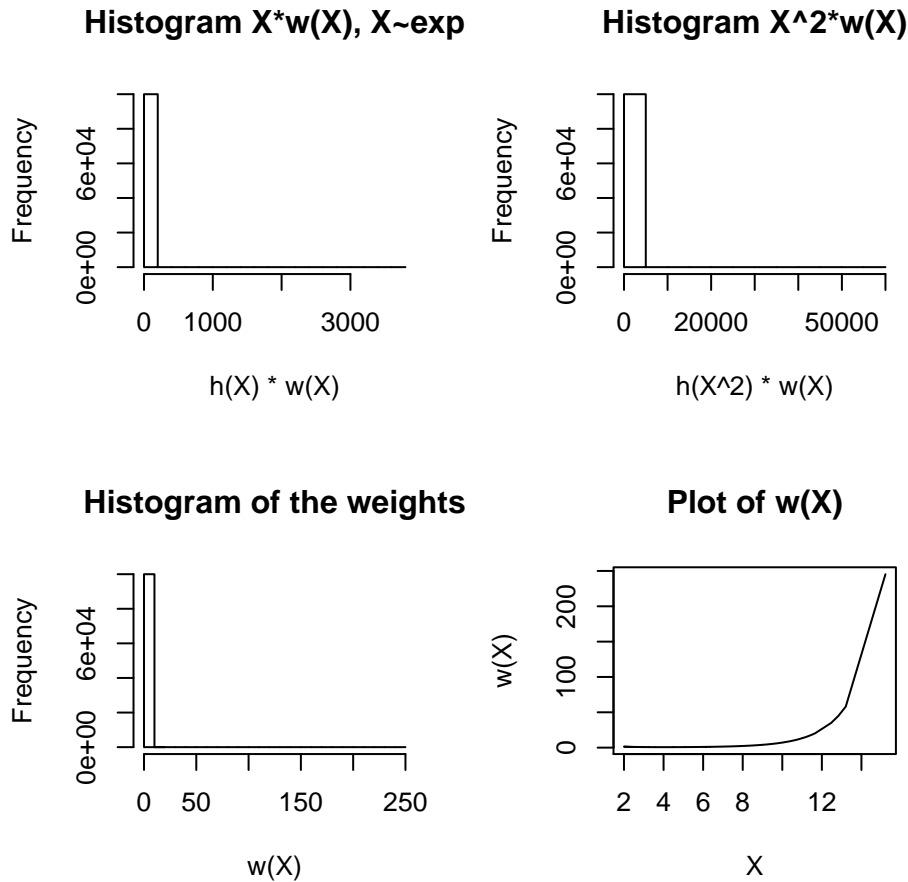 Histogram X*w(X), X~exp
Frequency
0e+00 6e+04
0 1000 3000
h(X) * w(X)
Histogram X^2*w(X)
Frequency
0e+00 6e+04
0 20000 50000
h(X^2) * w(X)
Histogram of the weights
Frequency
0e+00 6e+04
0 50 150 250
w(X)
Plot of w(X)
w(X)
0 100 200
2 4 6 8 12
X